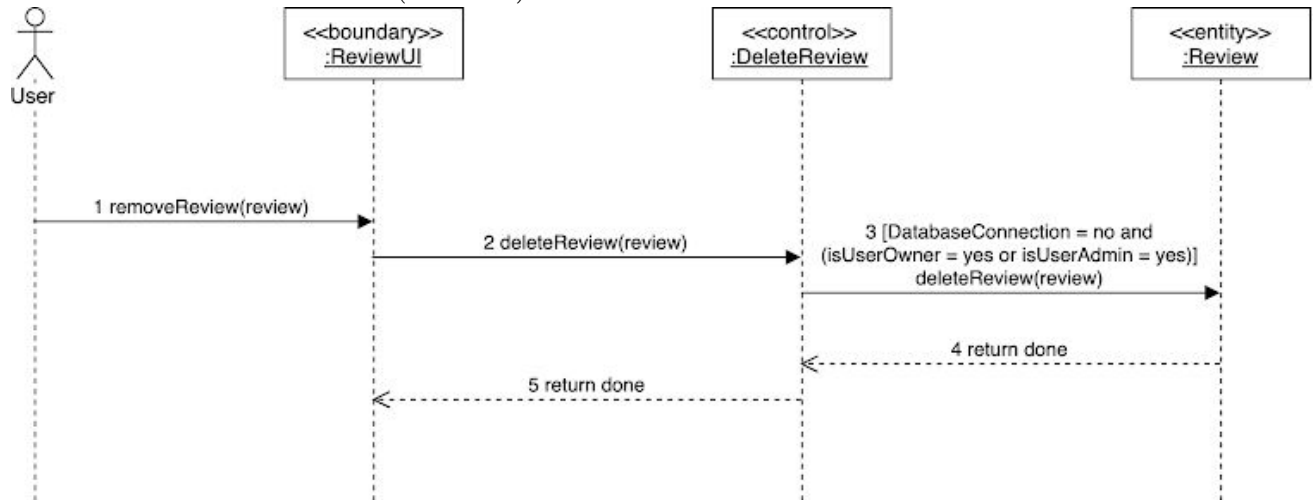 <<boundary>>
:ReviewUI
<<control>>
:DeleteReview
<<entity>>
:Review
User
1 removeReview(review)
2 deleteReview(review)
3 [DatabaseConnection = no and
(isUserOwner = yes or isUserAdmin = yes)]
deleteReview(review)
4 return done
5 return done